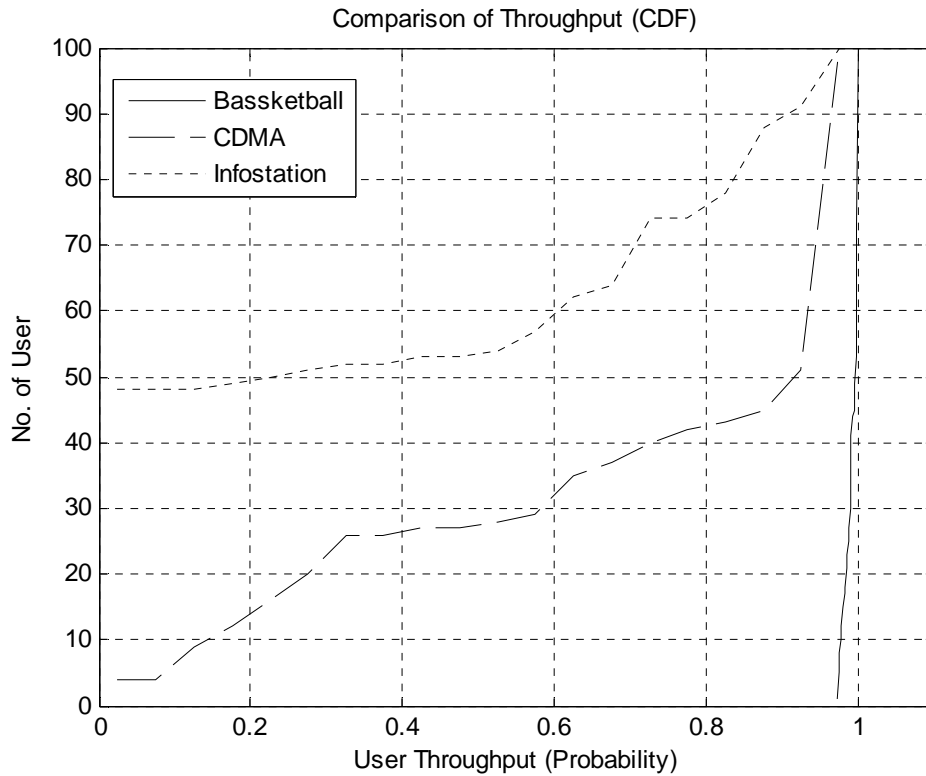 Comparison of Throughput (CDF)
100
90
80
70
60
50
40
30
20
10
0
No. of User
Bassketball
CDMA
Infostation
0 0.2 0.4 0.6 0.8 1
User Throughput (Probability)